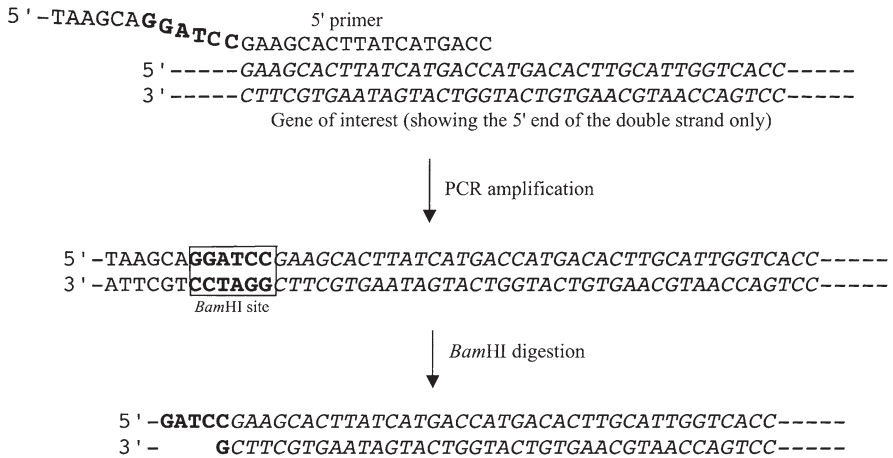 5' primer
5'-TAAGCAGGATCCGAAGCACTTATCATGACC
5'-----GAAGCACTTATCATGACCATGACACTTGCATTGGTCACC-----
3'-----CTTCGTGAATAGTACTGGTACTGTGAACGTAACCAGTCC-----
Gene of interest (showing the 5' end of the double strand only)
PCR amplification
5'-TAAGCAGGATCCGAAGCACTTATCATGACCATGACACTTGCATTGGTCACC-----
3'-ATTCGTCCTAGGCTTCGTGAATAGTACTGGTACTGTGAACGTAACCAGTCC-----
BamHI site
BamHI digestion
5'-GATCCGAAGCACTTATCATGACCATGACACTTGCATTGGTCACC-----
3'- GCTTCGTGAATAGTACTGGTACTGTGAACGTAACCAGTCC-----